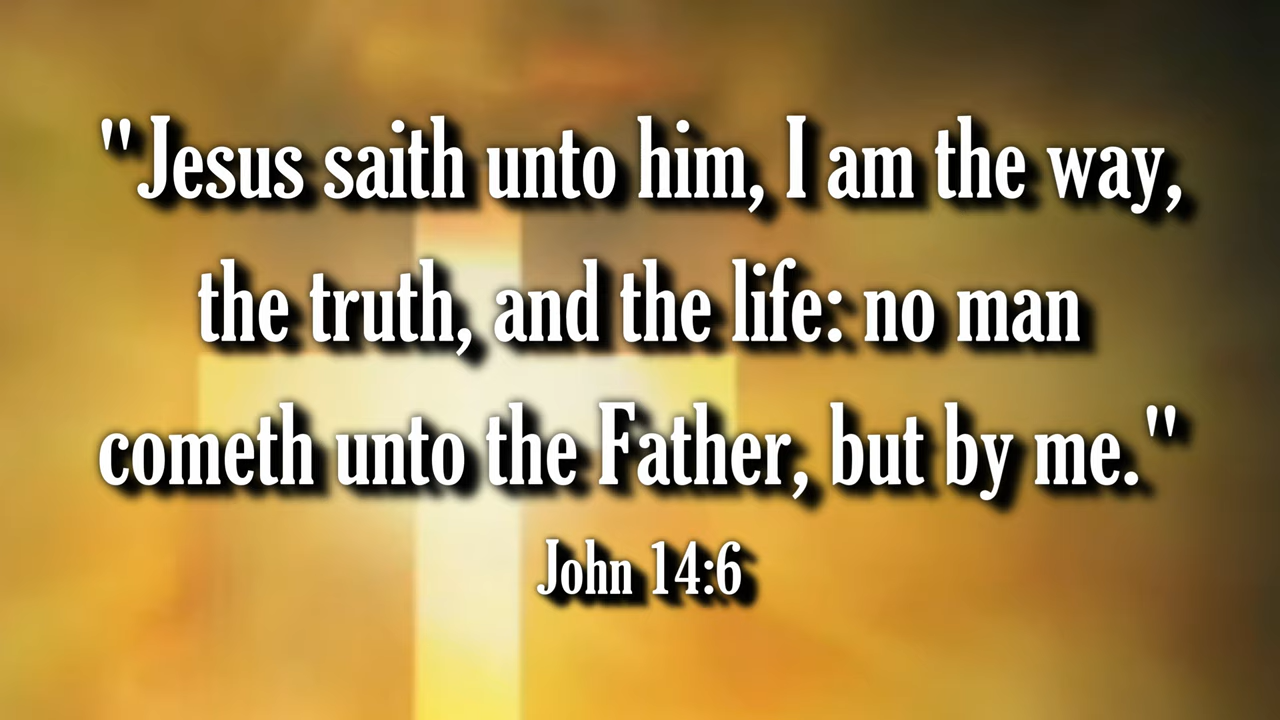 "Jesus saith unto him, I am the way,
the truth, and the life: no man
cometh unto the Father, but by me."
John 14:6